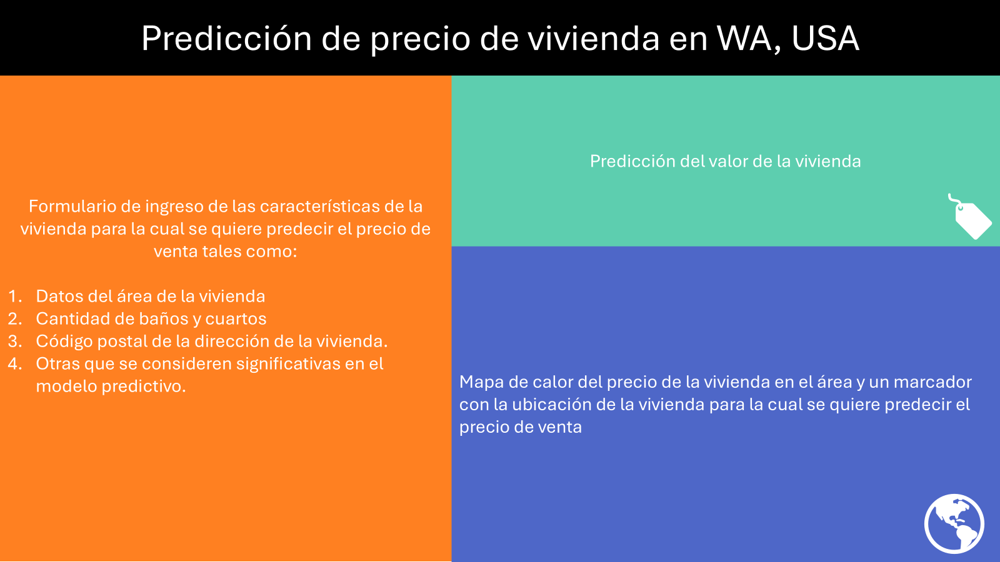 Predicción de precio de vivienda en WA, USA
Formulario de ingreso de las características de la
vivienda para la cual se quiere predecir el precio de
venta tales como:
1. Datos del área de la vivienda
2. Cantidad de baños y cuartos
3. Código postal de la dirección de la vivienda.
4. Otras que se consideren significativas en el
modelo predictivo.
Predicción del valor de la vivienda
Mapa de calor del precio de la vivienda en el área y un marcador
con la ubicación de la vivienda para la cual se quiere predecir el
precio de venta